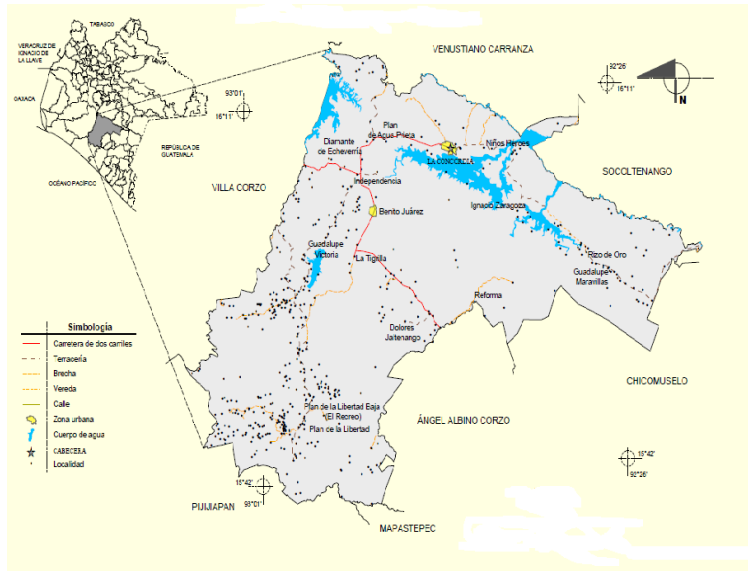 TABASCO
VERACRUZ DE
IGNACIO DE
LA LLAVE
OAXACA
REPÚBLICA DE
GUATEMALA
OCÉANO PACÍFICO
VENUSTIANO CARRANZA
93°01
16°11'
92°26
16°11'
N
Plan
de Agua Prieta
Diamante
de Echeverría
Niños Héroes
LA CONCORDIA
SOCOLTENANGO
VILLA CORZO
Independencia
Ignacio Zaragoza
Benito Juárez
Guadalupe
Victoria
La Tigrilla
Rizo de Oro
Guadalupe
Maravillas
Reforma
Dolores
Jaltenango
CHICOMUSELO
Plan de la Libertad Baja
(El Recreo)
Plan de la Libertad
ÁNGEL ALBINO CORZO
15°42'
93°01'
15°42'
92°26'
PIJIJIAPAN
MAPASTEPEC
Simbología
Carretera de dos carriles
Terracería
Brecha
Vereda
Calle
Zona urbana
Cuerpo de agua
CABECERA
Localidad